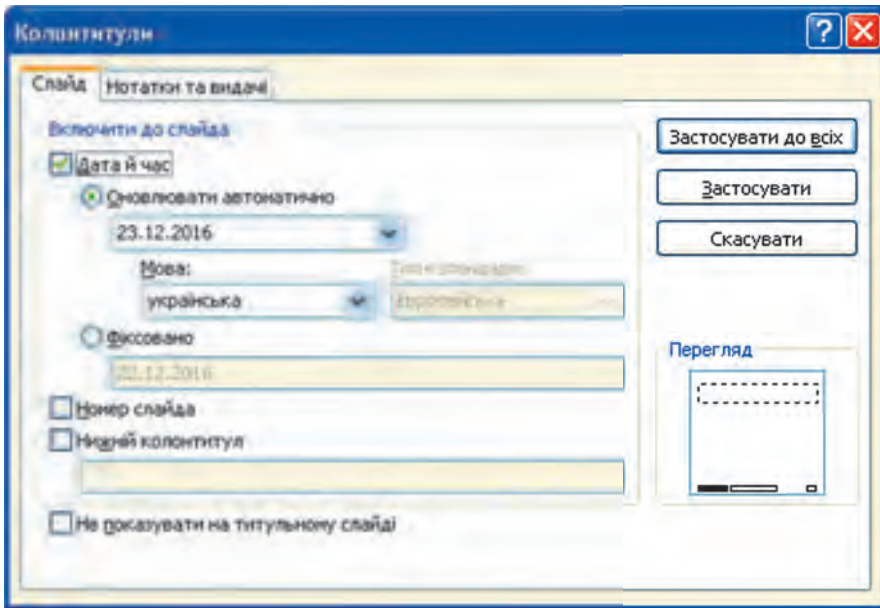 Колонтитули
Слайд Нотатки та видачі
Включити до слайда
Дата й час
Оновлювати автоматично
23.12.2016
Мова:
українська
Фіксовано
22.12.2016
Номер слайда
Нижній колонтитул
Не показувати на титульному слайді
Застосувати до всіх
Застосувати
Скасувати
Перегляд